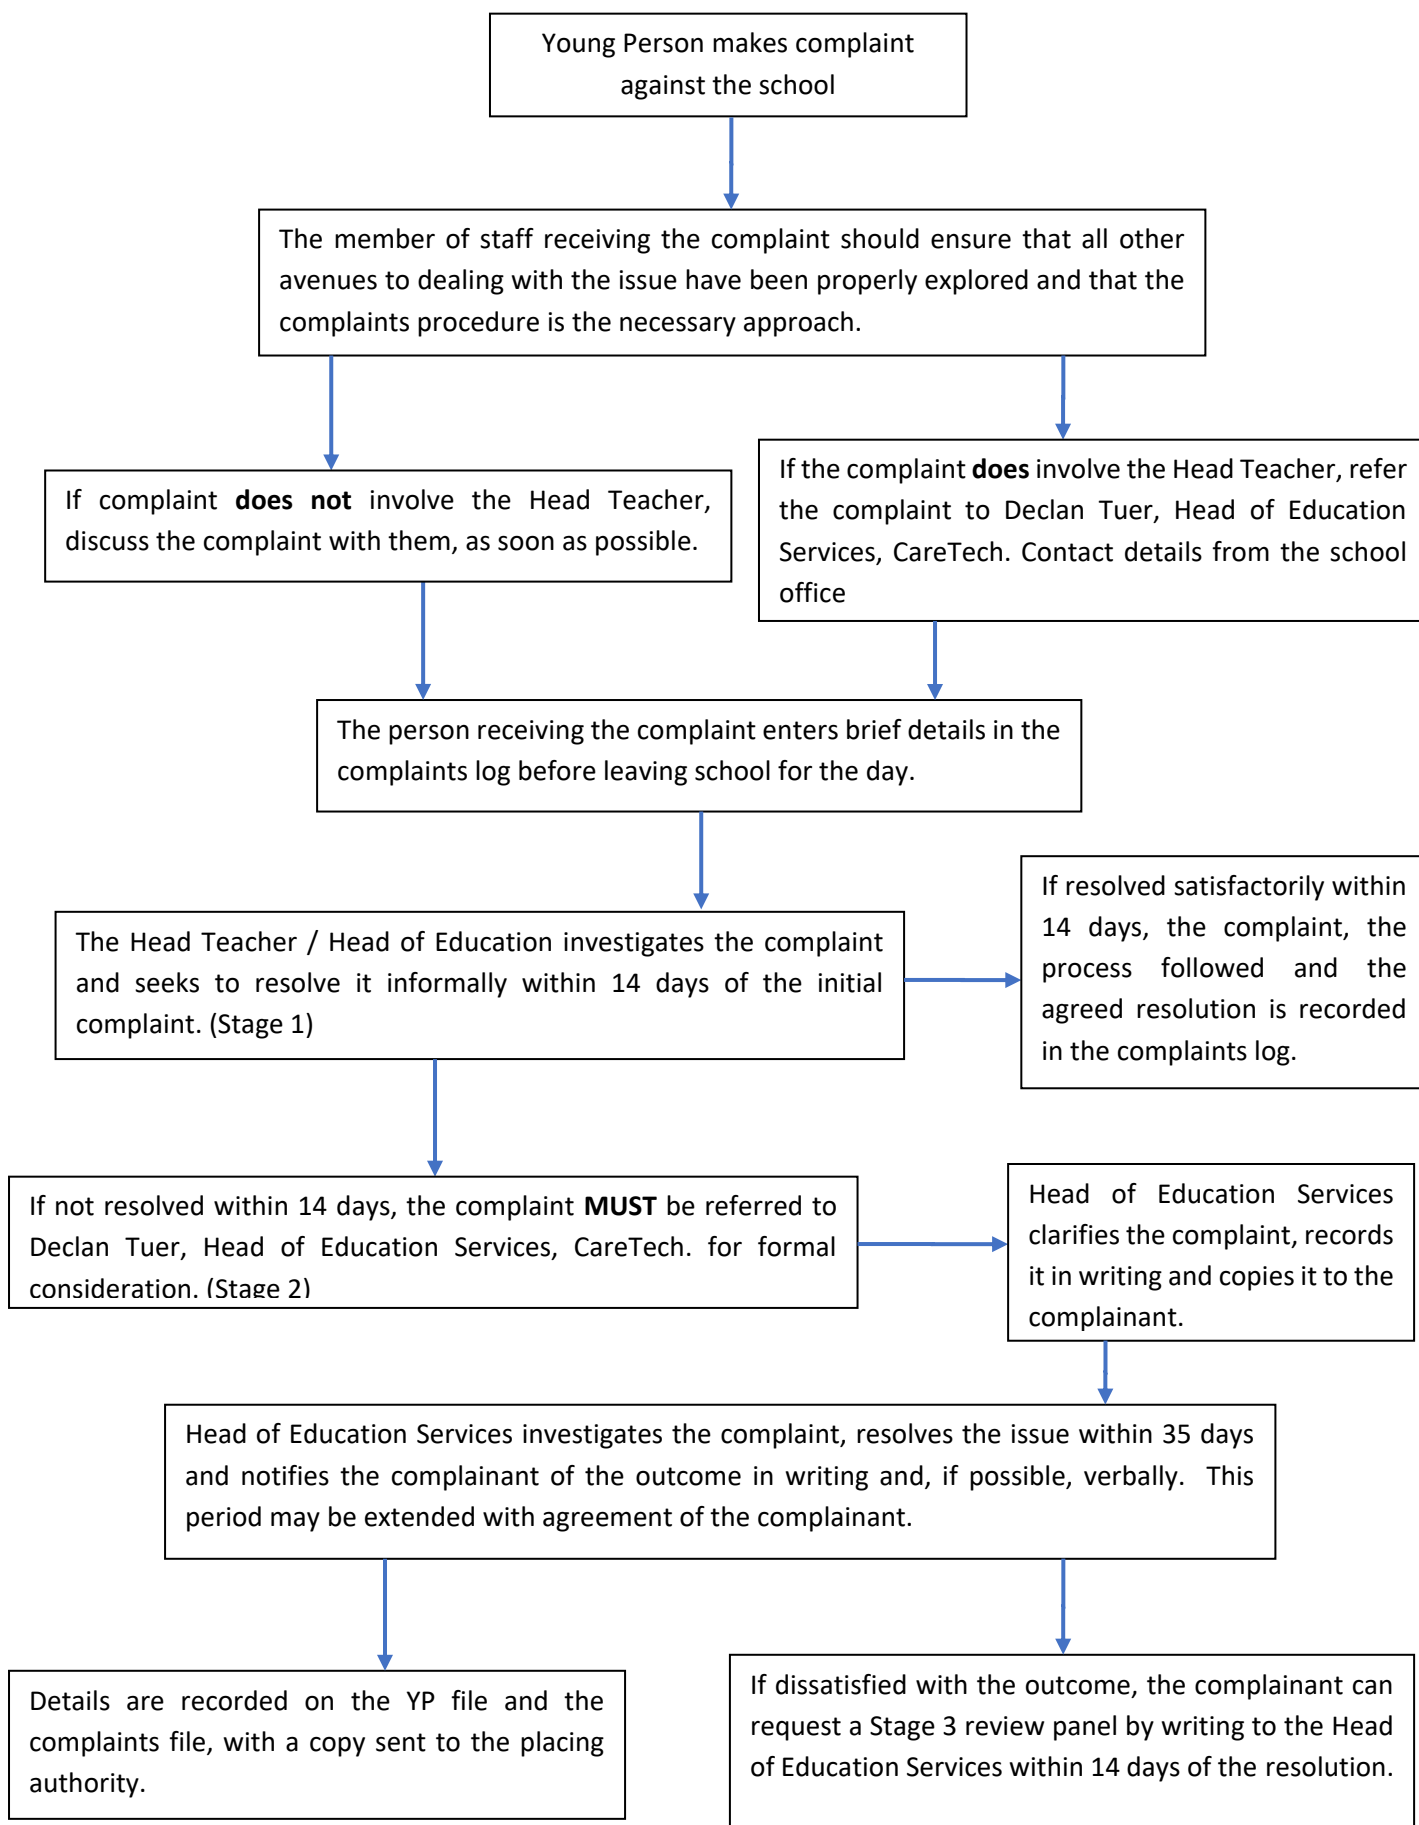 Young Person makes complaint
against the school
The member of staff receiving the complaint should ensure that all other
avenues to dealing with the issue have been properly explored and that the
complaints procedure is the necessary approach.
If complaint does not involve the Head Teacher,
discuss the complaint with them, as soon as possible.
If the complaint does involve the Head Teacher, refer
the complaint to Declan Tuer, Head of Education
Services, CareTech. Contact details from the school
office
The person receiving the complaint enters brief details in the
complaints log before leaving school for the day.
The Head Teacher / Head of Education investigates the complaint
and seeks to resolve it informally within 14 days of the initial
complaint. (Stage 1)
If resolved satisfactorily within
14 days, the complaint, the
process followed and the
agreed resolution is recorded
in the complaints log.
If not resolved within 14 days, the complaint MUST be referred to
Declan Tuer, Head of Education Services, CareTech. for formal
consideration. (Stage 2)
Head of Education Services
clarifies the complaint, records
it in writing and copies it to the
complainant.
Head of Education Services investigates the complaint, resolves the issue within 35 days
and notifies the complainant of the outcome in writing and, if possible, verbally. This
period may be extended with agreement of the complainant.
Details are recorded on the YP file and the
complaints file, with a copy sent to the placing
authority.
If dissatisfied with the outcome, the complainant can
request a Stage 3 review panel by writing to the Head
of Education Services within 14 days of the resolution.